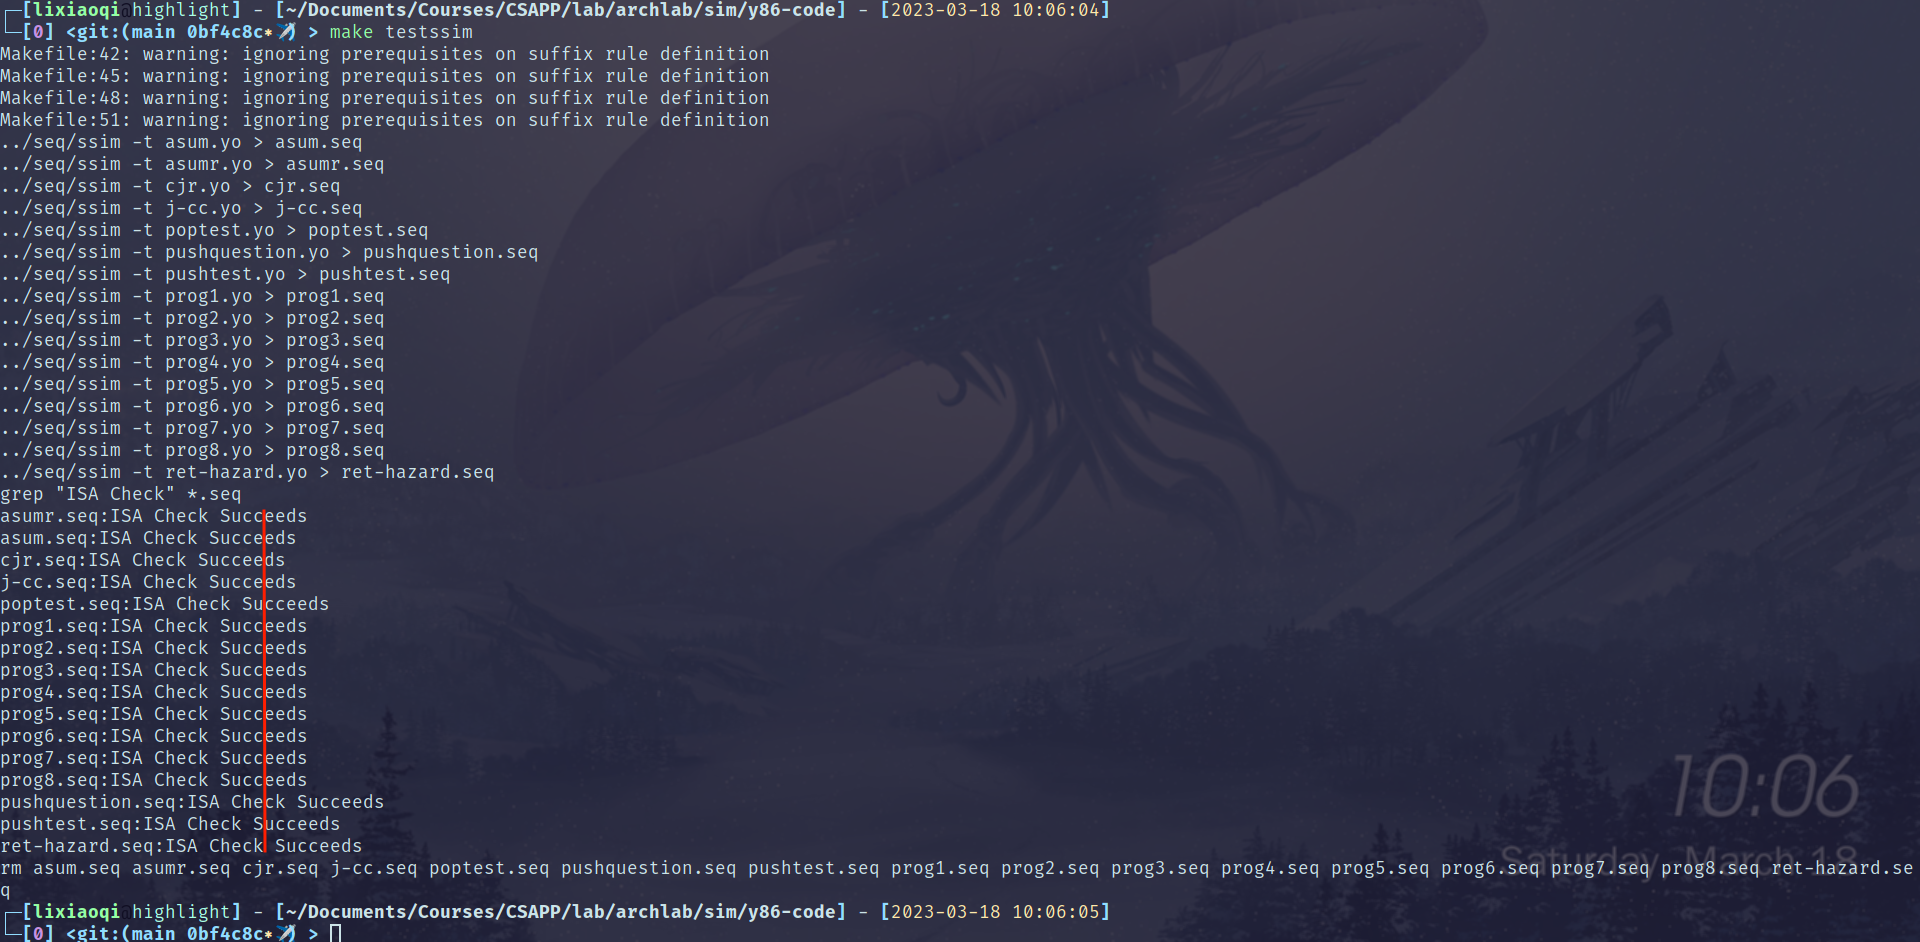 ┌─[lixiaoqi@highlight] - [~/Documents/Courses/CSAPP/lab/archlab/sim/y86-code] - [2023-03-18 10:06:04]
└─[0] <git:(main 0bf4c8c*✈) > make testssim
Makefile:42: warning: ignoring prerequisites on suffix rule definition
Makefile:45: warning: ignoring prerequisites on suffix rule definition
Makefile:48: warning: ignoring prerequisites on suffix rule definition
Makefile:51: warning: ignoring prerequisites on suffix rule definition
../seq/ssim -t asum.yo > asum.seq
../seq/ssim -t asumr.yo > asumr.seq
../seq/ssim -t cjr.yo > cjr.seq
../seq/ssim -t j-cc.yo > j-cc.seq
../seq/ssim -t poptest.yo > poptest.seq
../seq/ssim -t pushquestion.yo > pushquestion.seq
../seq/ssim -t pushtest.yo > pushtest.seq
../seq/ssim -t prog1.yo > prog1.seq
../seq/ssim -t prog2.yo > prog2.seq
../seq/ssim -t prog3.yo > prog3.seq
../seq/ssim -t prog4.yo > prog4.seq
../seq/ssim -t prog5.yo > prog5.seq
../seq/ssim -t prog6.yo > prog6.seq
../seq/ssim -t prog7.yo > prog7.seq
../seq/ssim -t prog8.yo > prog8.seq
../seq/ssim -t ret-hazard.yo > ret-hazard.seq
grep "ISA Check" *.seq
asumr.seq:ISA Check Succeeds
asum.seq:ISA Check Succeeds
cjr.seq:ISA Check Succeeds
j-cc.seq:ISA Check Succeeds
poptest.seq:ISA Check Succeeds
prog1.seq:ISA Check Succeeds
prog2.seq:ISA Check Succeeds
prog3.seq:ISA Check Succeeds
prog4.seq:ISA Check Succeeds
prog5.seq:ISA Check Succeeds
prog6.seq:ISA Check Succeeds
prog7.seq:ISA Check Succeeds
prog8.seq:ISA Check Succeeds
pushquestion.seq:ISA Check Succeeds
pushtest.seq:ISA Check Succeeds
ret-hazard.seq:ISA Check Succeeds
rm asum.seq asumr.seq cjr.seq j-cc.seq poptest.seq pushquestion.seq pushtest.seq prog1.seq prog2.seq prog3.seq prog4.seq prog5.seq prog6.seq prog7.seq prog8.seq ret-hazard.se
q
┌─[lixiaoqi@highlight] - [~/Documents/Courses/CSAPP/lab/archlab/sim/y86-code] - [2023-03-18 10:06:05]
└─[0] <git:(main 0bf4c8c*✈) >
10:06
Saturday, March 18